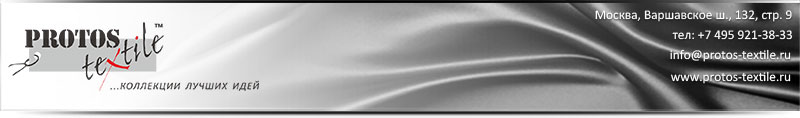 PROTOS™
textile
...КОЛЛЕКЦИИ ЛУЧШИХ ИДЕЙ
Москва, Варшавское ш., 132, стр. 9
тел: +7 495 921-38-33
info@protos-textile.ru
www.protos-textile.ru